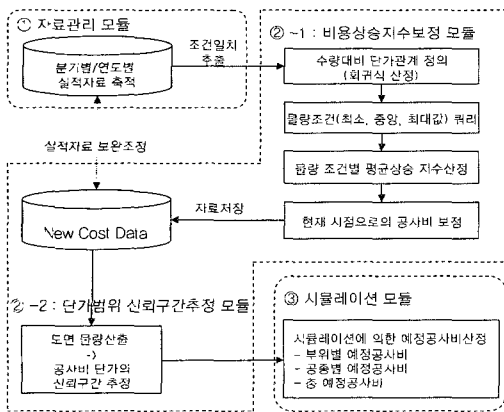 ① 자료관리 모듈
분기별/연도별
실적자료 축적
조건일치
추출
② -1 : 비용상승지수보정 모듈
수량대비 단가관계 정의
(회귀식 산정)
물량조건(최소, 중앙, 최대값) 쿼리
물량 조건별 평균상승 지수산정
현재 시점으로의 공사비 보정
실적자료 보완조정
자료저장
New Cost Data
② -2 : 단가범위 신뢰구간추정 모듈
도면 물량산출
->
공사비 단가의
신뢰구간 추정
③ 시뮬레이션 모듈
시뮬레이션에 의한 예정공사비산정
- 부위별 예정공사비
- 공종별 예정공사비
- 총 예정공사비